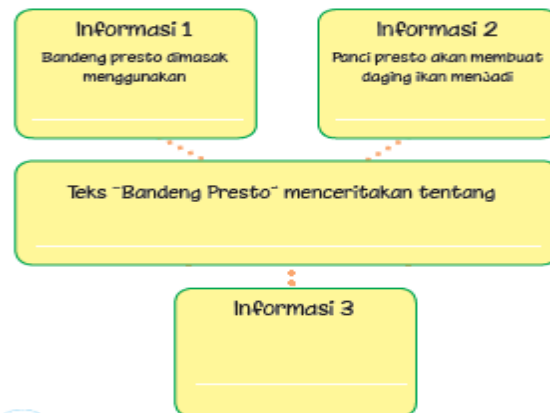 Informasi 1
Bandeng presto dimasak
menggunakan
Informasi 2
Panci presto akan membuat
daging ikan menjadi
Teks "Bandeng Presto" menceritakan tentang
Informasi 3